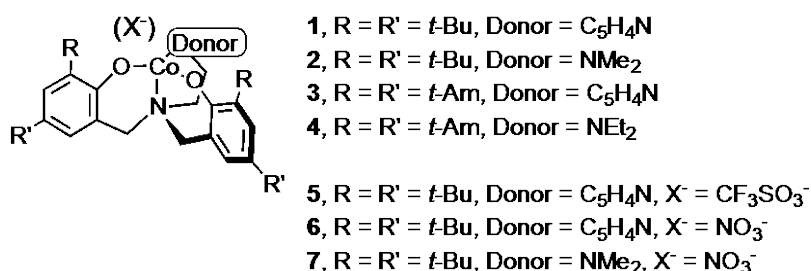 (X⁻)
Donor
R
O
Co
O
R
R'
N
R'
1, R = R' = t-Bu, Donor = C₅H₄N
2, R = R' = t-Bu, Donor = NMe₂
3, R = R' = t-Am, Donor = C₅H₄N
4, R = R' = t-Am, Donor = NEt₂
5, R = R' = t-Bu, Donor = C₅H₄N, X⁻ = CF₃SO₃⁻
6, R = R' = t-Bu, Donor = C₅H₄N, X⁻ = NO₃⁻
7, R = R' = t-Bu, Donor = NMe₂, X⁻ = NO₃⁻